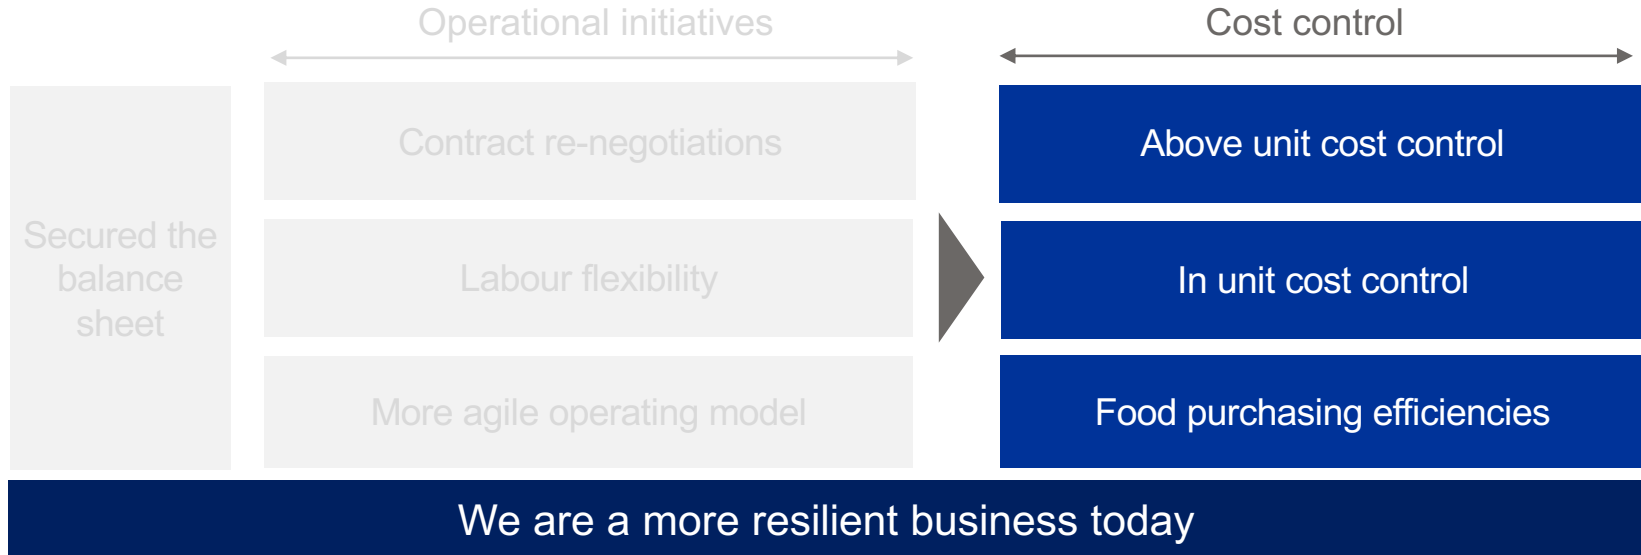 Operational initiatives
Cost control
Secured the
balance
sheet
Contract re-negotiations
Labour flexibility
More agile operating model
Above unit cost control
In unit cost control
Food purchasing efficiencies
We are a more resilient business today